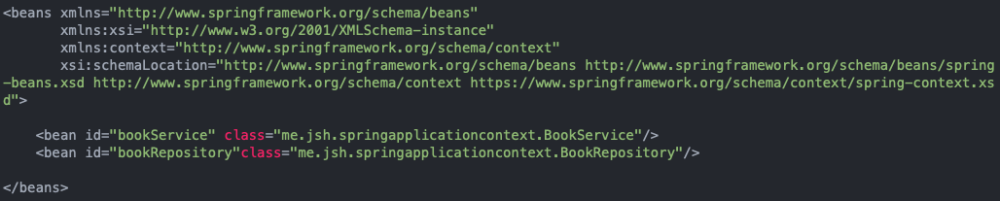 <beans xmlns="http://www.springframework.org/schema/beans"
       xmlns:xsi="http://www.w3.org/2001/XMLSchema-instance"
       xmlns:context="http://www.springframework.org/schema/context"
       xsi:schemaLocation="http://www.springframework.org/schema/beans http://www.springframework.org/schema/beans/spring
-beans.xsd http://www.springframework.org/schema/context https://www.springframework.org/schema/context/spring-context.xs
d">
    <bean id="bookService" class="me.jsh.springapplicationcontext.BookService"/>
    <bean id="bookRepository"class="me.jsh.springapplicationcontext.BookRepository"/>
</beans>